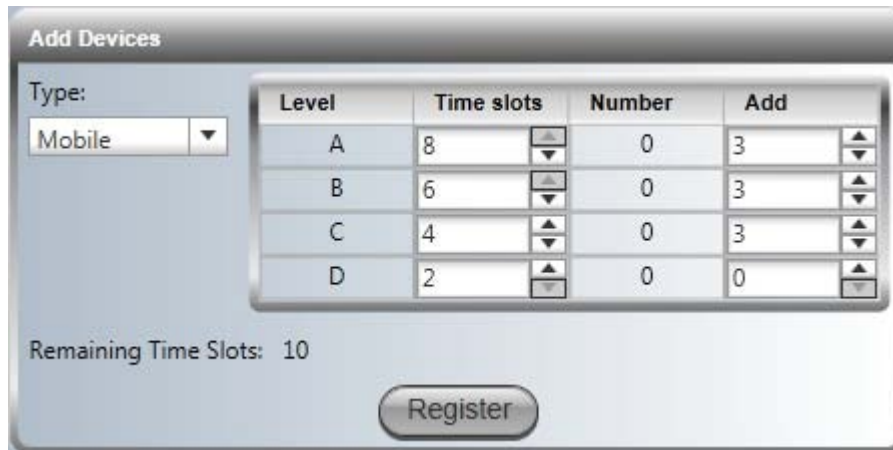 Add Devices
Type:
Mobile
Level Time slots Number Add
A 8 0 3
B 6 0 3
C 4 0 3
D 2 0 0
Remaining Time Slots: 10
Register